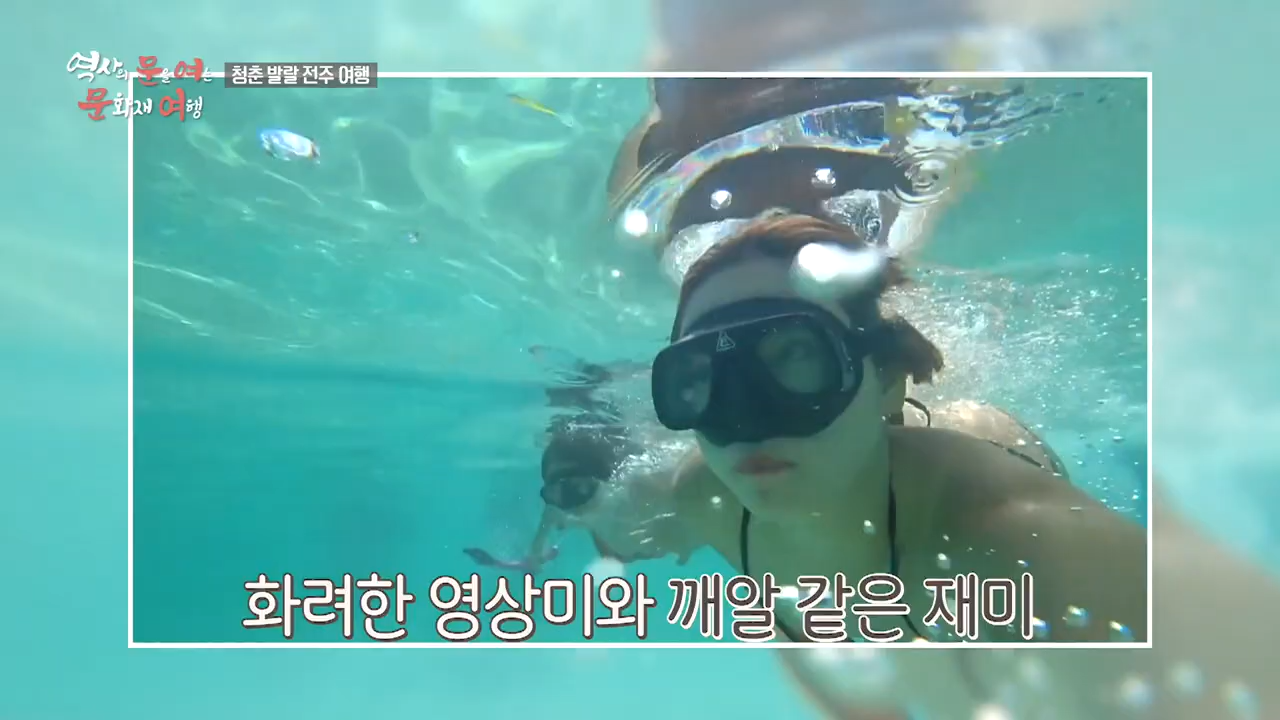 역사의 문을 여는
문화재 여행
청춘 발랄 전주 여행
화려한 영상미와 깨알 같은 재미